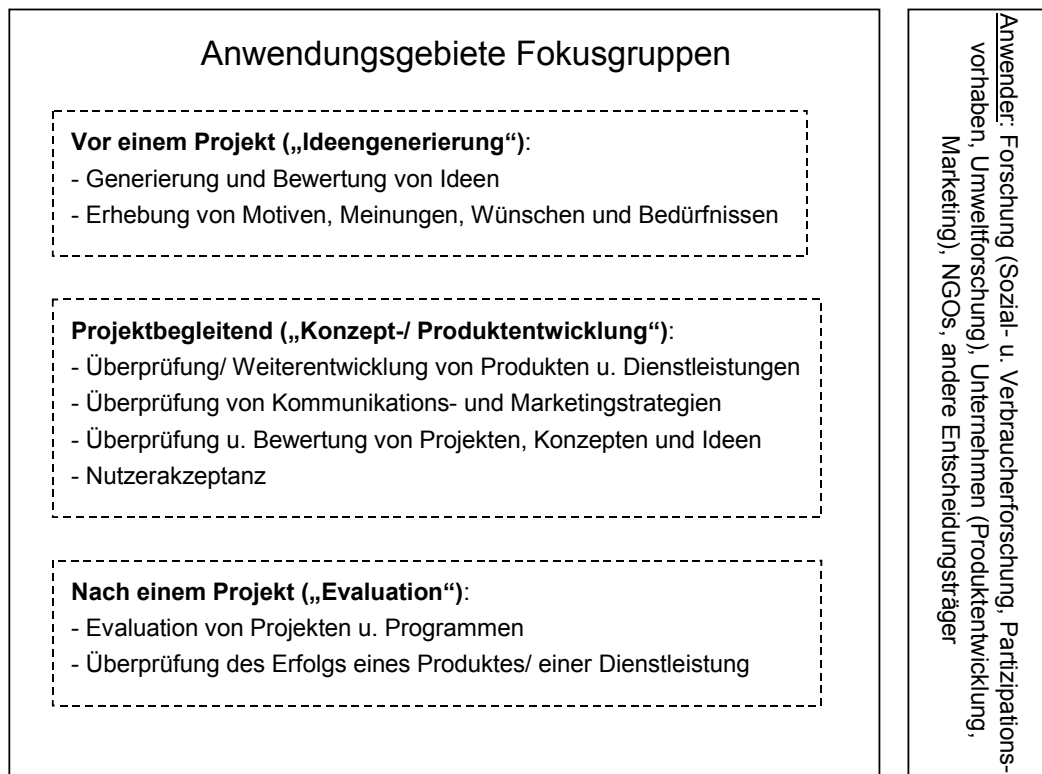 Anwendungsgebiete Fokusgruppen
Vor einem Projekt („Ideengenerierung“):
- Generierung und Bewertung von Ideen
- Erhebung von Motiven, Meinungen, Wünschen und Bedürfnissen
Projektbegleitend („Konzept-/ Produktentwicklung“):
- Überprüfung/ Weiterentwicklung von Produkten u. Dienstleistungen
- Überprüfung von Kommunikations- und Marketingstrategien
- Überprüfung u. Bewertung von Projekten, Konzepten und Ideen
- Nutzerakzeptanz
Nach einem Projekt („Evaluation“):
- Evaluation von Projekten u. Programmen
- Überprüfung des Erfolgs eines Produktes/ einer Dienstleistung
Anwender: Forschung (Sozial- u. Verbraucherforschung, Partizipations-
vorhaben, Umweltforschung), Unternehmen (Produktentwicklung,
Marketing), NGOs, andere Entscheidungsträger